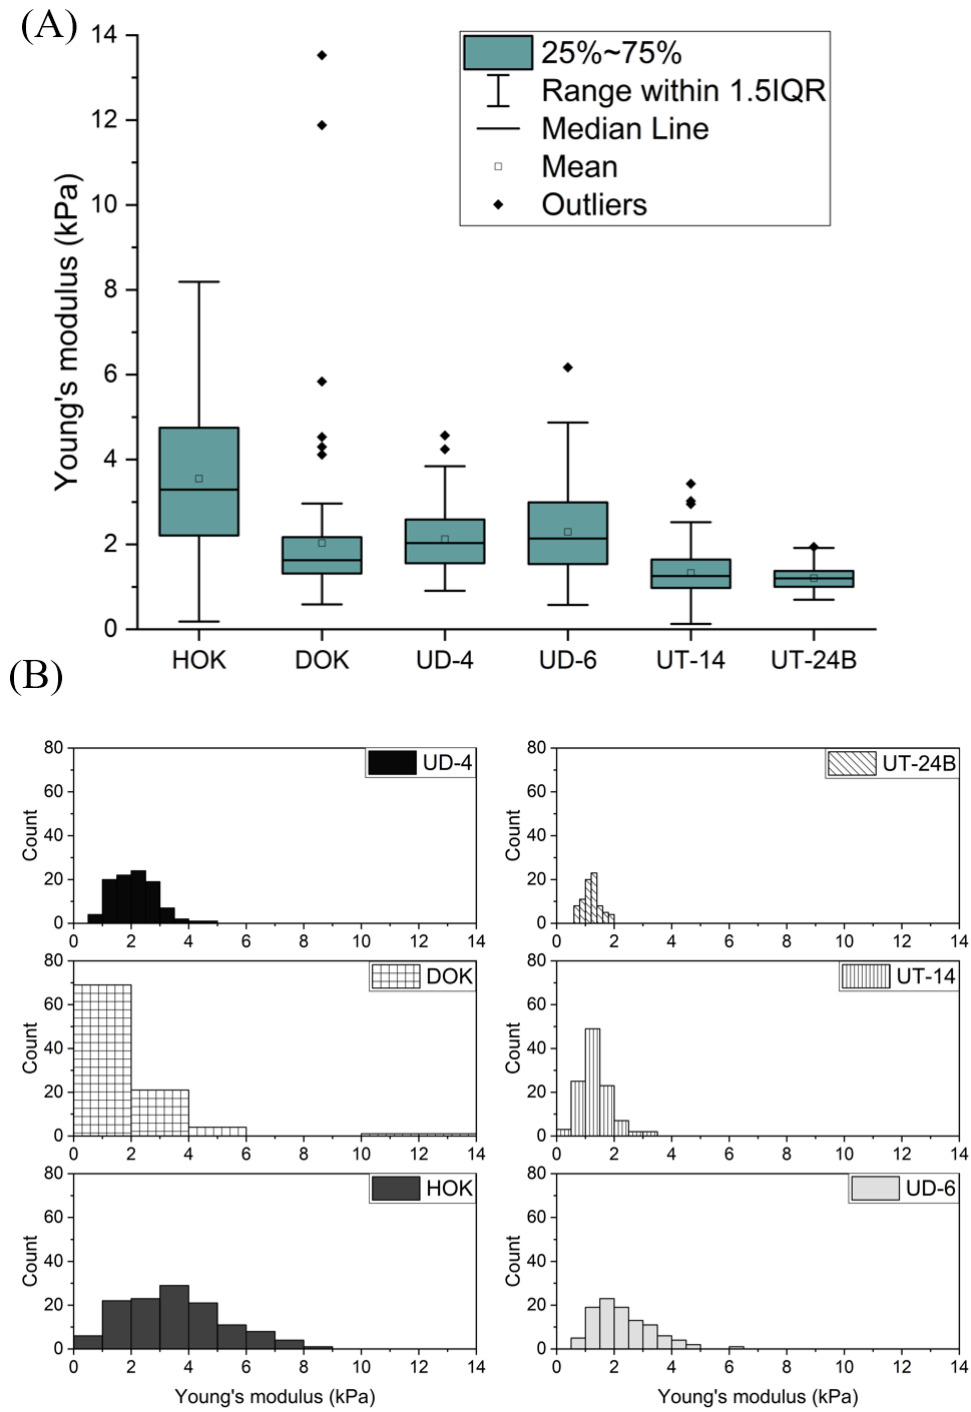 (A)
14
12
10
8
6
4
2
0
Young's modulus (kPa)
25%~75%
Range within 1.5IQR
Median Line
Mean
Outliers
HOK DOK UD-4 UD-6 UT-14 UT-24B
(B)
80
60
40
20
0
Count
UD-4
0 2 4 6 8 10 12 14
80
60
40
20
0
Count
UT-24B
0 2 4 6 8 10 12 14
80
60
40
20
0
Count
DOK
0 2 4 6 8 10 12 14
80
60
40
20
0
Count
UT-14
0 2 4 6 8 10 12 14
80
60
40
20
0
Count
HOK
0 2 4 6 8 10 12 14
Young's modulus (kPa)
80
60
40
20
0
Count
UD-6
0 2 4 6 8 10 12 14
Young's modulus (kPa)